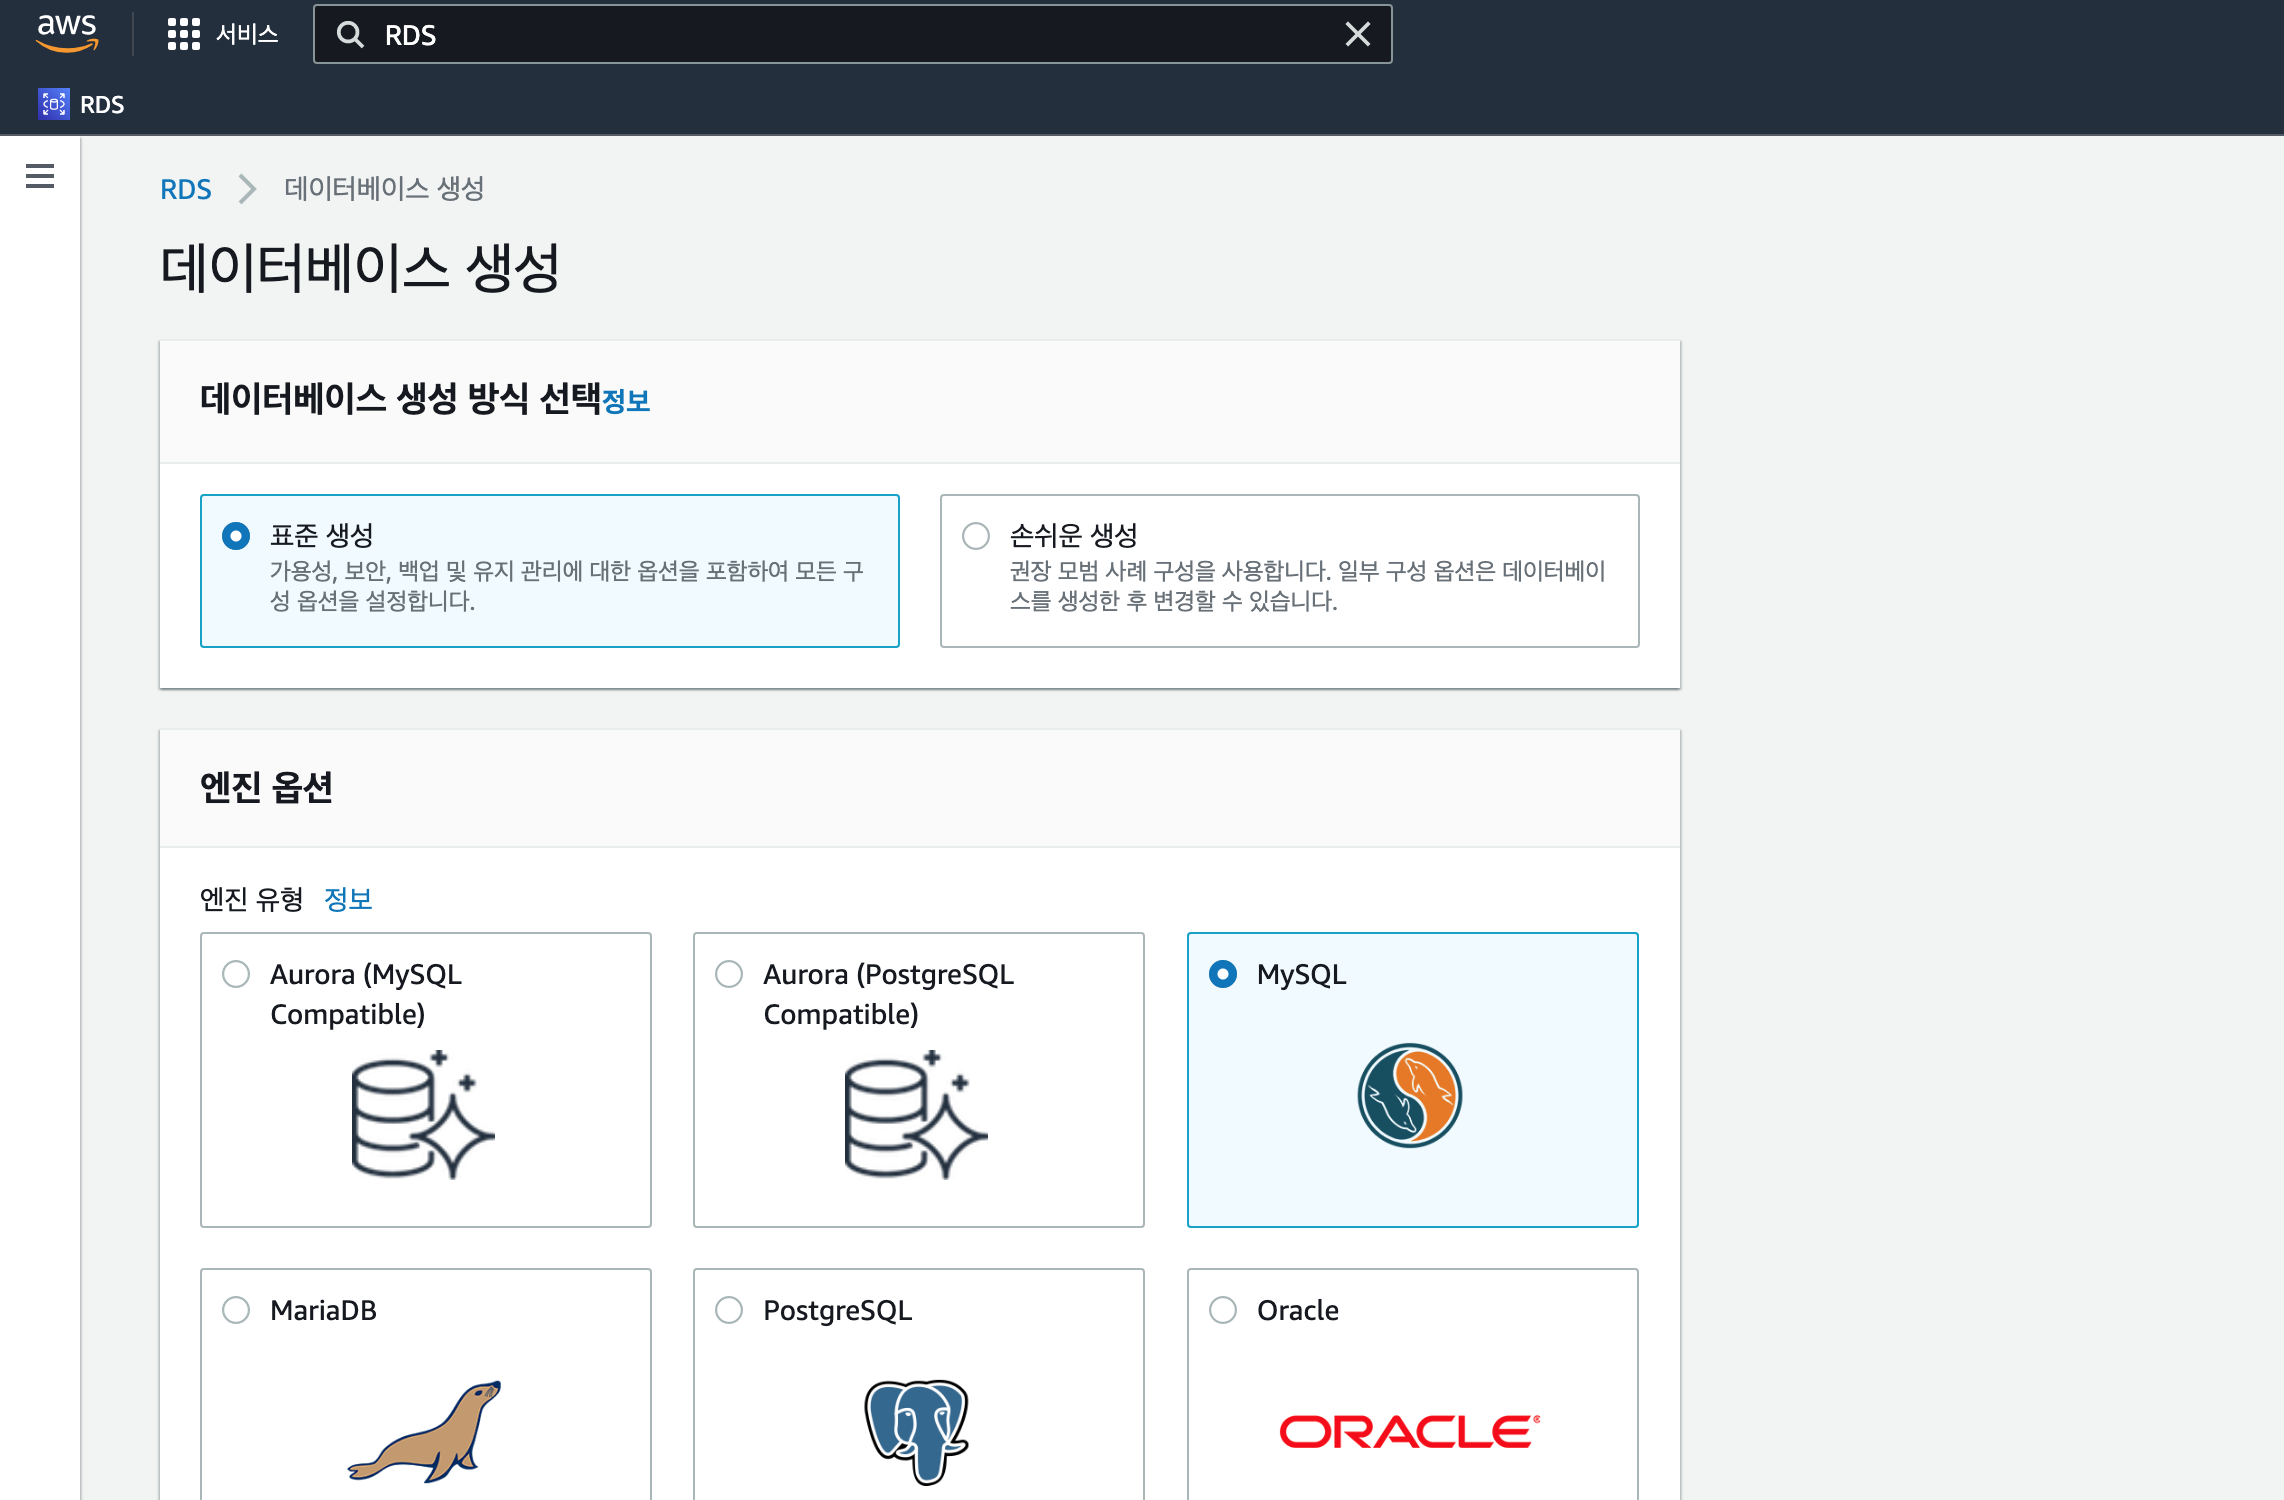 aws
서비스
RDS
RDS
RDS
데이터베이스 생성
데이터베이스 생성
데이터베이스 생성 방식 선택정보
표준 생성
가용성, 보안, 백업 및 유지 관리에 대한 옵션을 포함하여 모든 구
성 옵션을 설정합니다.
손쉬운 생성
권장 모범 사례 구성을 사용합니다. 일부 구성 옵션은 데이터베이
스를 생성한 후 변경할 수 있습니다.
엔진 옵션
엔진 유형 정보
Aurora (MySQL
Compatible)
Aurora (PostgreSQL
Compatible)
MySQL
MariaDB
PostgreSQL
Oracle
ORACLE®